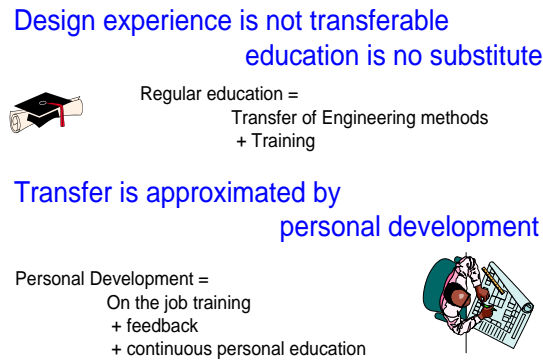 Design experience is not transferable
education is no substitute
Regular education =
Transfer of Engineering methods
+ Training
Transfer is approximated by
personal development
Personal Development =
On the job training
+ feedback
+ continuous personal education